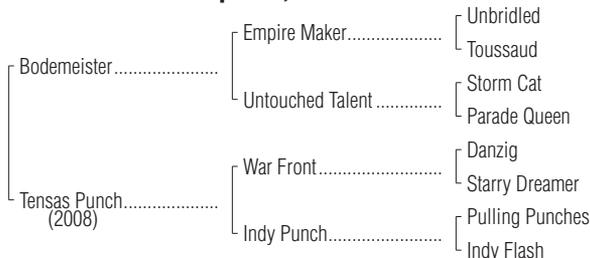 Unbridled
Empire Maker....................
Toussaud
Bodemeister......................
Storm Cat
Untouched Talent ..............
Parade Queen
Danzig
War Front..........................
Starry Dreamer
Tensas Punch....................
(2008)
Pulling Punches
Indy Punch........................
Indy Flash